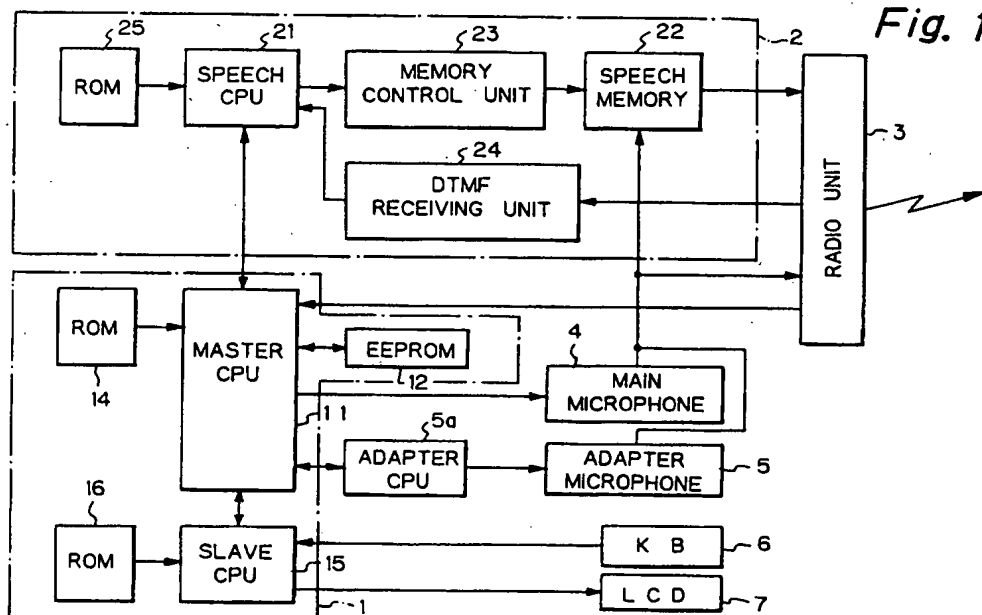 Fig. 1
25
21
23
22
2
ROM
SPEECH
CPU
MEMORY
CONTROL UNIT
SPEECH
MEMORY
3
24
DTMF
RECEIVING UNIT
RADIO UNIT
ROM
14
MASTER
CPU
11
EEPROM
12
4
MAIN
MICROPHONE
5a
ADAPTER
CPU
ADAPTER
MICROPHONE
5
16
ROM
SLAVE
CPU
15
1
K B
6
L C D
7